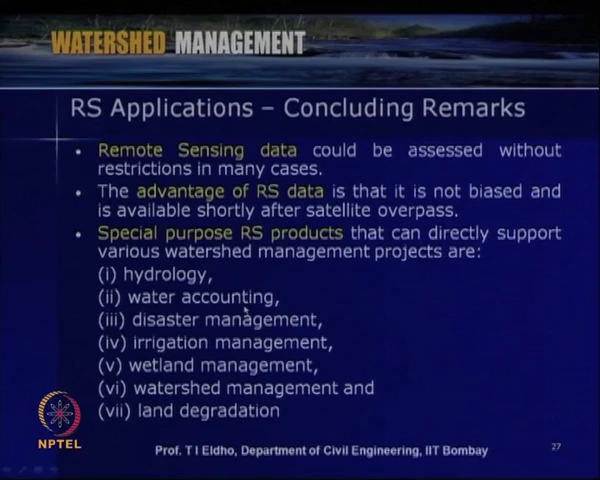 WATERSHED MANAGEMENT
RS Applications – Concluding Remarks
• Remote Sensing data could be assessed without
restrictions in many cases.
• The advantage of RS data is that it is not biased and
is available shortly after satellite overpass.
• Special purpose RS products that can directly support
various watershed management projects are:
(i) hydrology,
(ii) water accounting,
(iii) disaster management,
(iv) irrigation management,
(v) wetland management,
(vi) watershed management and
(vii) land degradation
NPTEL
Prof. T I Eldho, Department of Civil Engineering, IIT Bombay
27